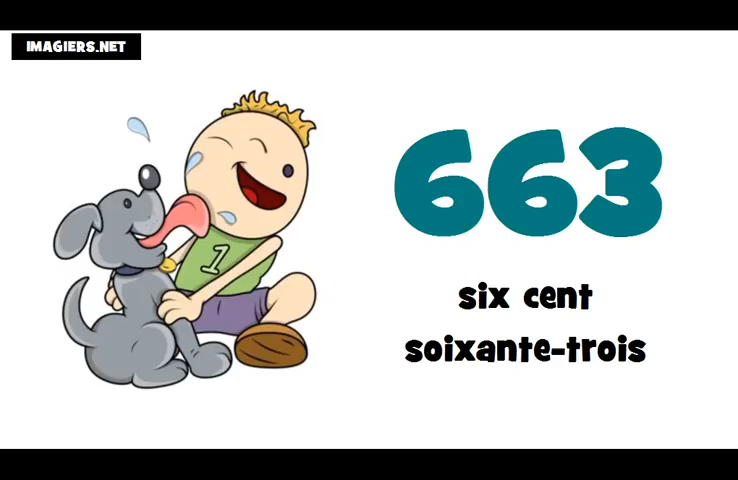 IMAGIERS.NET
1
663
six cent
soixante-trois